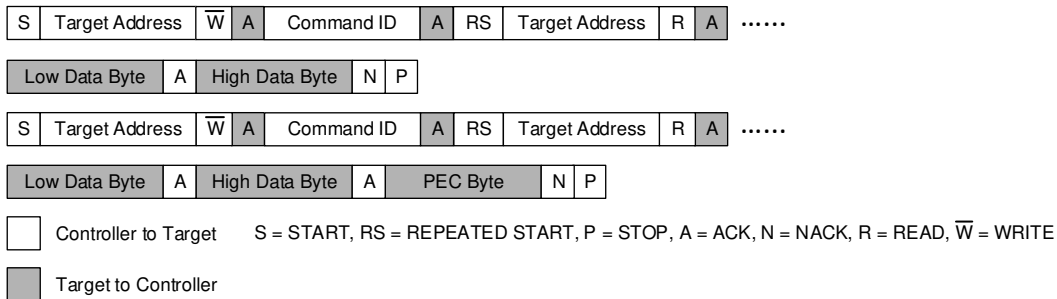 S Target Address W̅ A Command ID A RS Target Address R A ......
Low Data Byte A High Data Byte N P
S Target Address W̅ A Command ID A RS Target Address R A ......
Low Data Byte A High Data Byte A PEC Byte N P
Controller to Target S = START, RS = REPEATED START, P = STOP, A = ACK, N = NACK, R = READ, W̅ = WRITE
Target to Controller